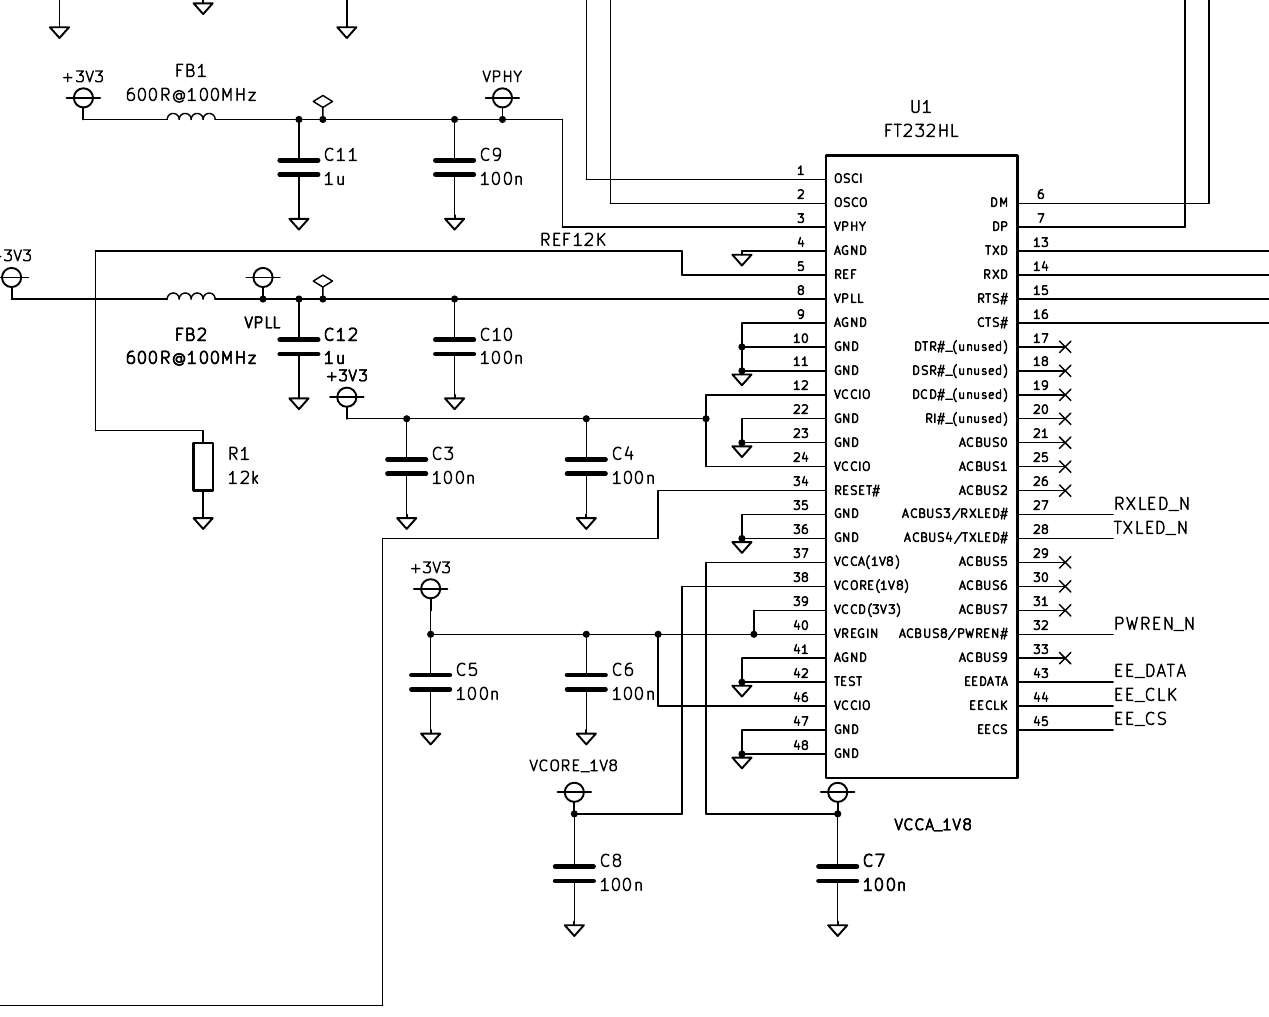 +3V3
FB1
600R@100MHz
VPHY
C11
1u
C9
100n
U1
FT232HL
1
OSCI
2
OSCO
3
VPHY
4
AGND
5
REF
8
VPLL
9
AGND
10
GND
11
GND
12
VCCIO
22
GND
23
GND
24
VCCIO
34
RESET#
35
GND
36
GND
37
VCCA(1V8)
38
VCORE(1V8)
39
VCCD(3V3)
40
VREGIN
41
AGND
42
TEST
46
VCCIO
47
GND
48
GND
DM
6
DP
7
TXD
13
RXD
14
RTS#
15
CTS#
16
DTR#_(unused)
17
DSR#_(unused)
18
DCD#_(unused)
19
RI#_(unused)
20
ACBUS0
21
ACBUS1
25
ACBUS2
26
ACBUS3/RXLED#
27
RXLED_N
ACBUS4/TXLED#
28
TXLED_N
ACBUS5
29
ACBUS6
30
ACBUS7
31
ACBUS8/PWREN#
32
PWREN_N
ACBUS9
33
EEDATA
43
EE_DATA
EECLK
44
EE_CLK
EECS
45
EE_CS
REF12K
3V3
VPLL
FB2
600R@100MHz
C12
1u
C10
100n
+3V3
R1
12k
C3
100n
C4
100n
+3V3
C5
100n
C6
100n
VCORE_1V8
VCCA_1V8
C8
100n
C7
100n